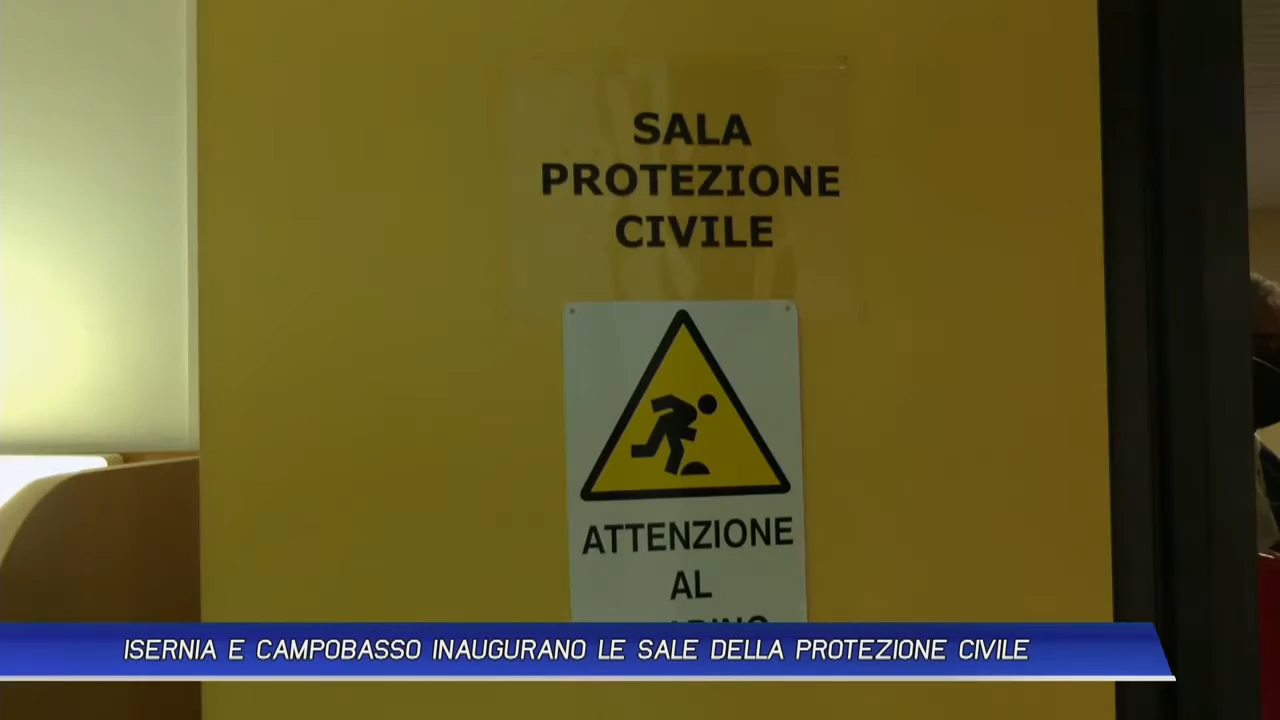 SALA
PROTEZIONE
CIVILE
ATTENZIONE
AL
ISERNIA E CAMPOBASSO INAUGURANO LE SALE DELLA PROTEZIONE CIVILE